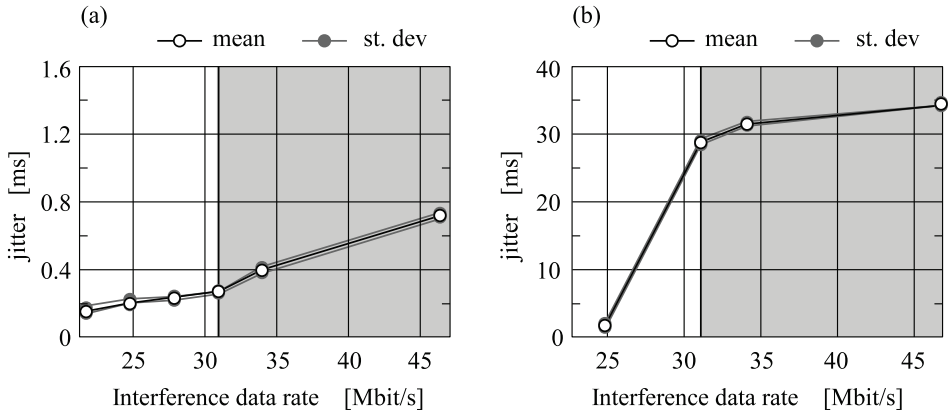 (a)
mean st. dev
1.6
1.2
0.8
0.4
0
jitter [ms]
25 30 35 40 45
Interference data rate [Mbit/s]
(b)
mean st. dev
40
30
20
10
0
jitter [ms]
25 30 35 40 45
Interference data rate [Mbit/s]